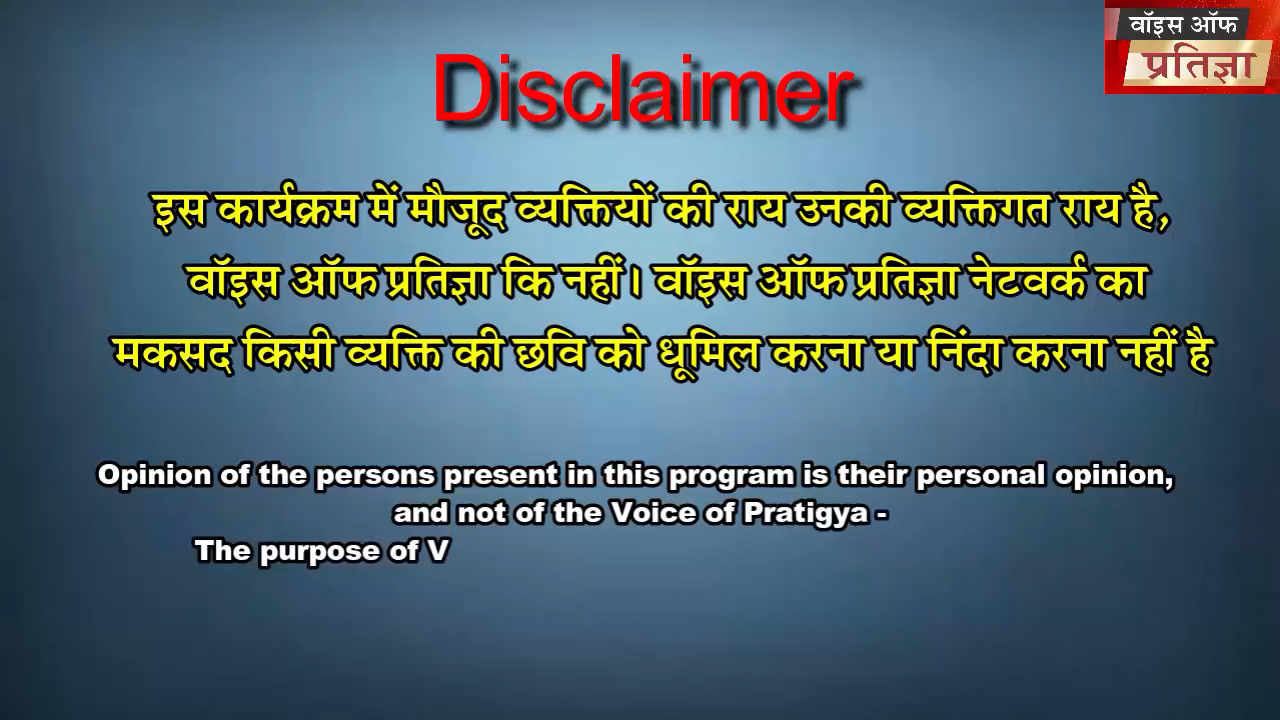 वॉइस ऑफ
प्रतिज्ञा
Disclaimer
इस कार्यक्रम में मौजूद व्यक्तियों की राय उनकी व्यक्तिगत राय है,
वॉइस ऑफ प्रतिज्ञा कि नहीं। वॉइस ऑफ प्रतिज्ञा नेटवर्क का
मकसद किसी व्यक्ति की छवि को धूमिल करना या निंदा करना नहीं है
Opinion of the persons present in this program is their personal opinion,
and not of the Voice of Pratigya -
The purpose of V